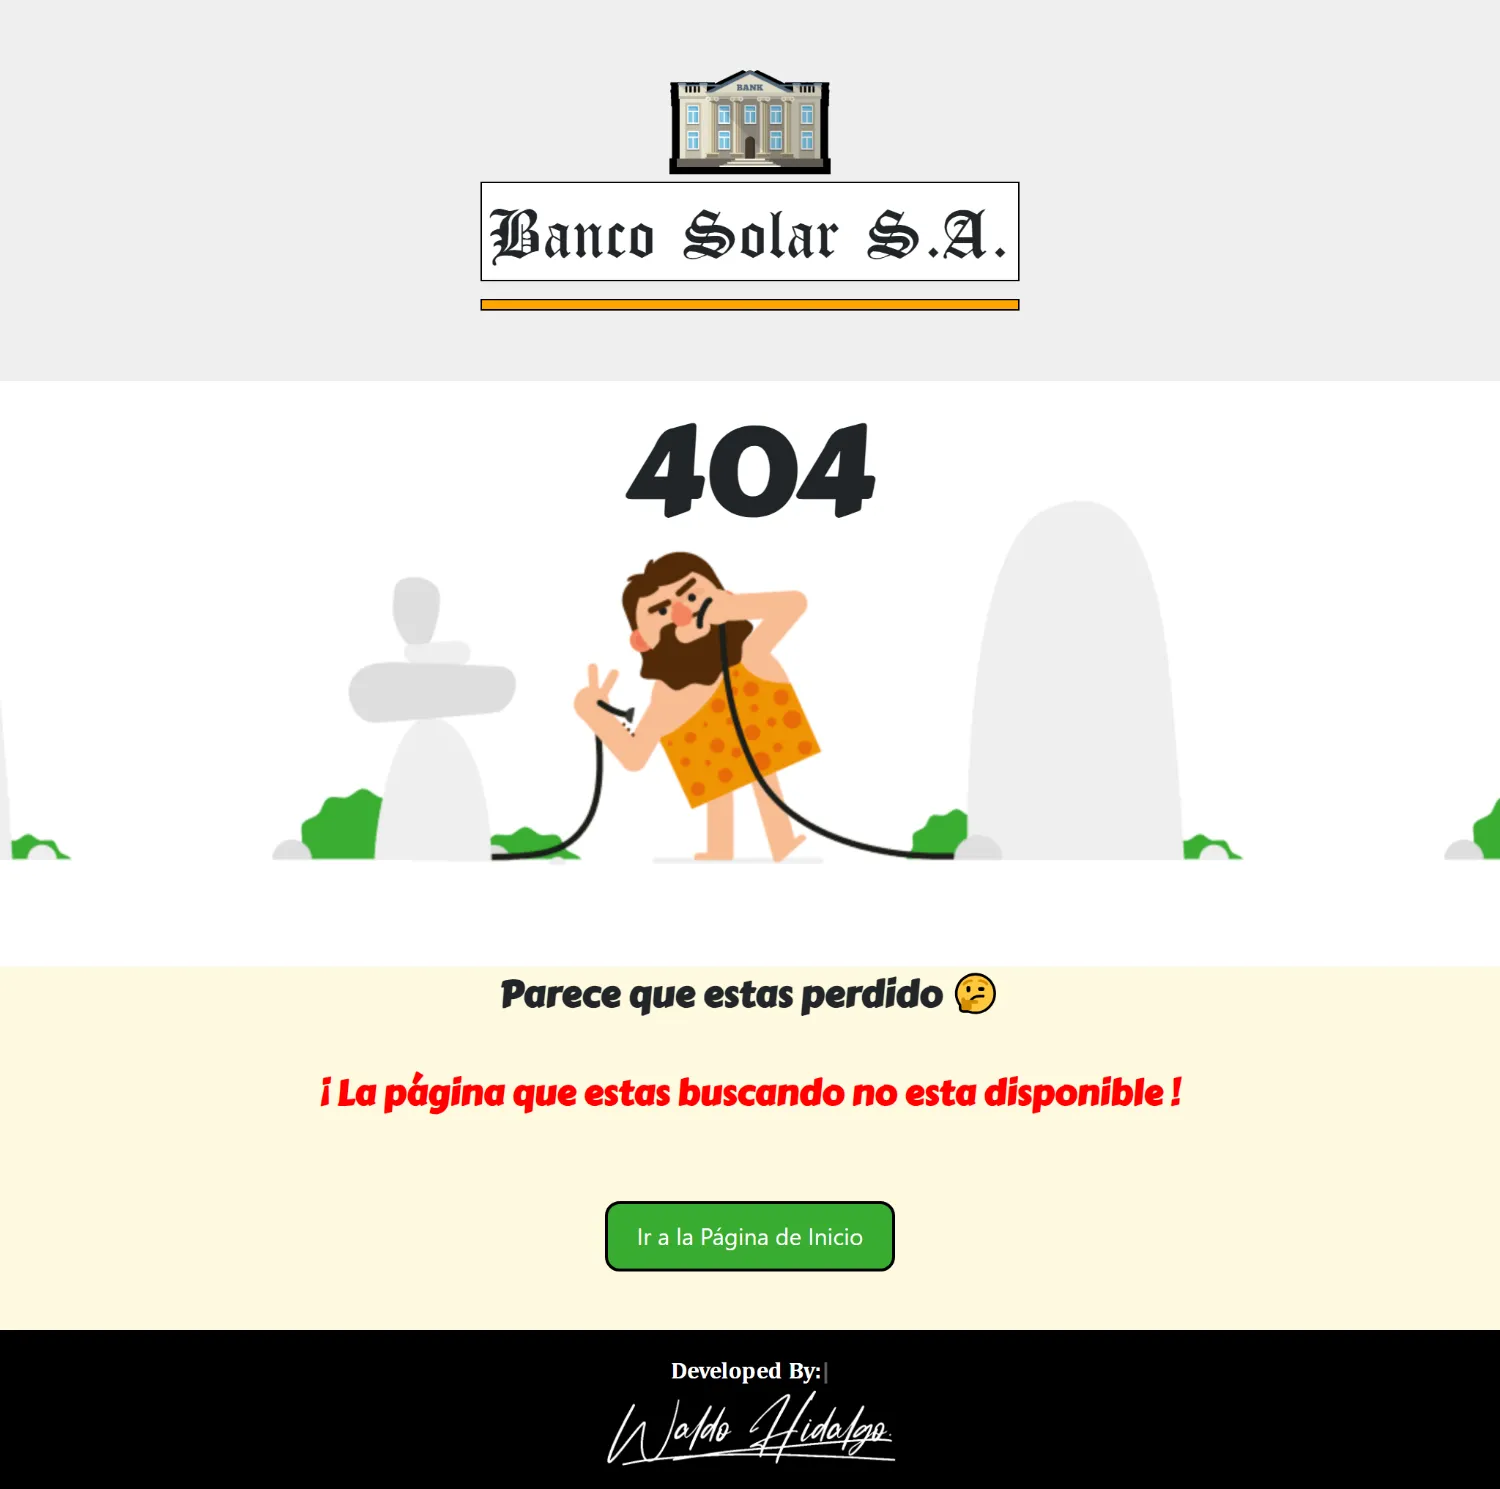 BANK
Banco Solar S.A.
404
Parece que estas perdido 🤔
¡ La página que estas buscando no esta disponible !
Ir a la Página de Inicio
Developed By:|
Waldo Hidalgo.